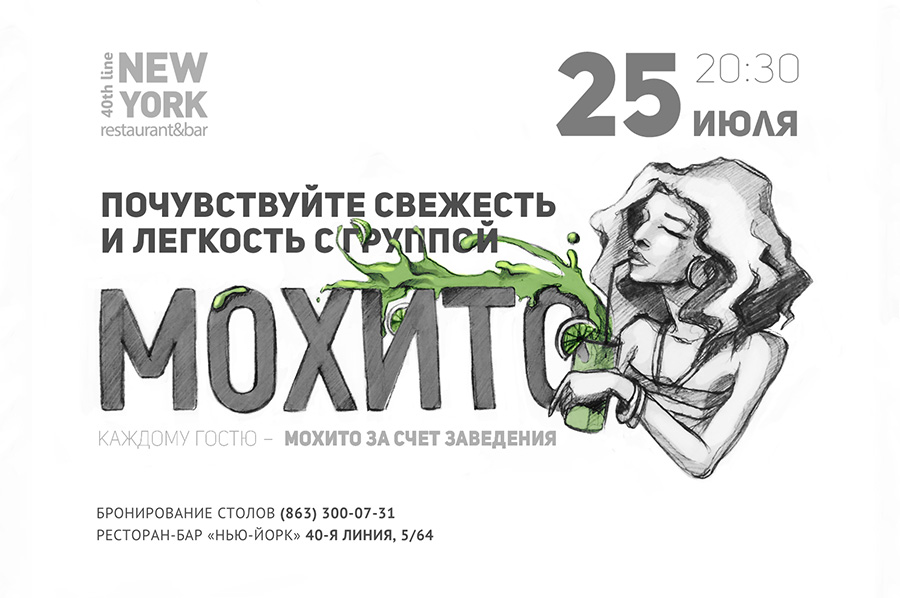 40th line
NEW
YORK
restaurant&bar
25 20:30
ИЮЛЯ
ПОЧУВСТВУЙТЕ СВЕЖЕСТЬ
И ЛЕГКОСТЬ С ГРУППОЙ
МОХИТО
КАЖДОМУ ГОСТЮ – МОХИТО ЗА СЧЕТ ЗАВЕДЕНИЯ
БРОНИРОВАНИЕ СТОЛОВ (863) 300-07-31
РЕСТОРАН-БАР «НЬЮ-ЙОРК» 40-Я ЛИНИЯ, 5/64